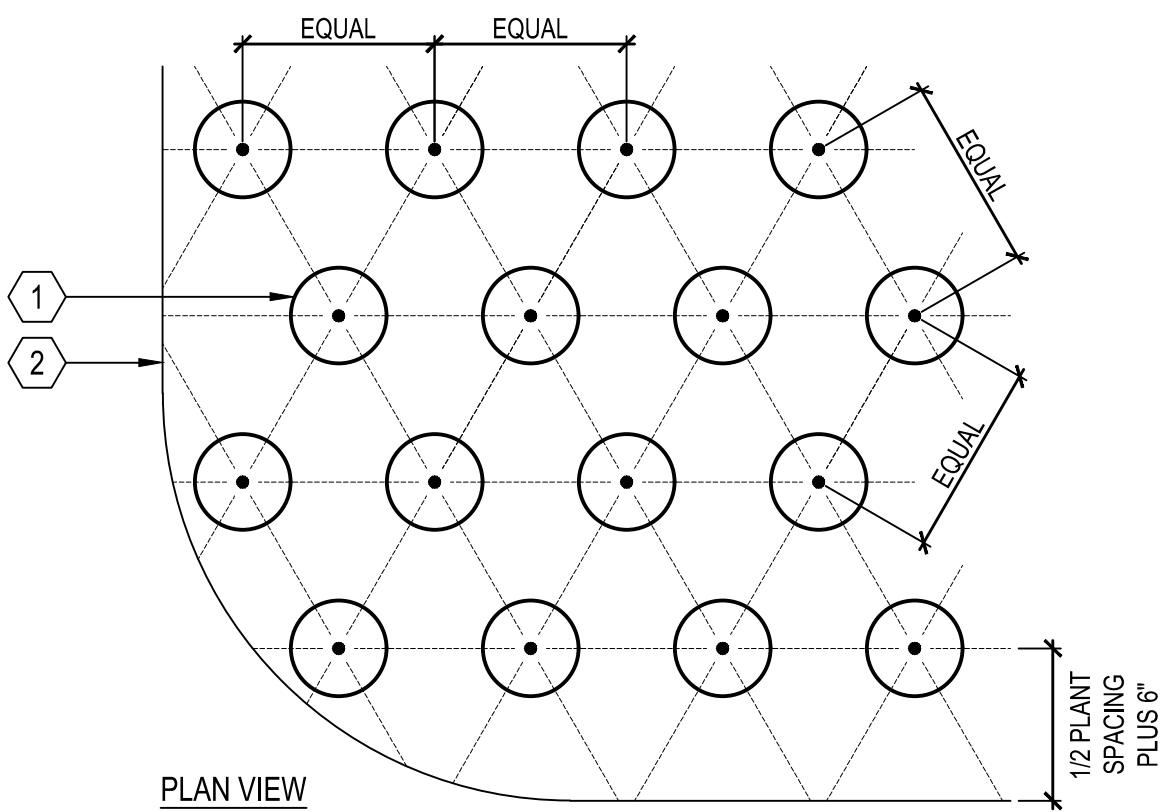 EQUAL
EQUAL
EQUAL
1
2
EQUAL
1/2 PLANT
SPACING
PLUS 6"
PLAN VIEW